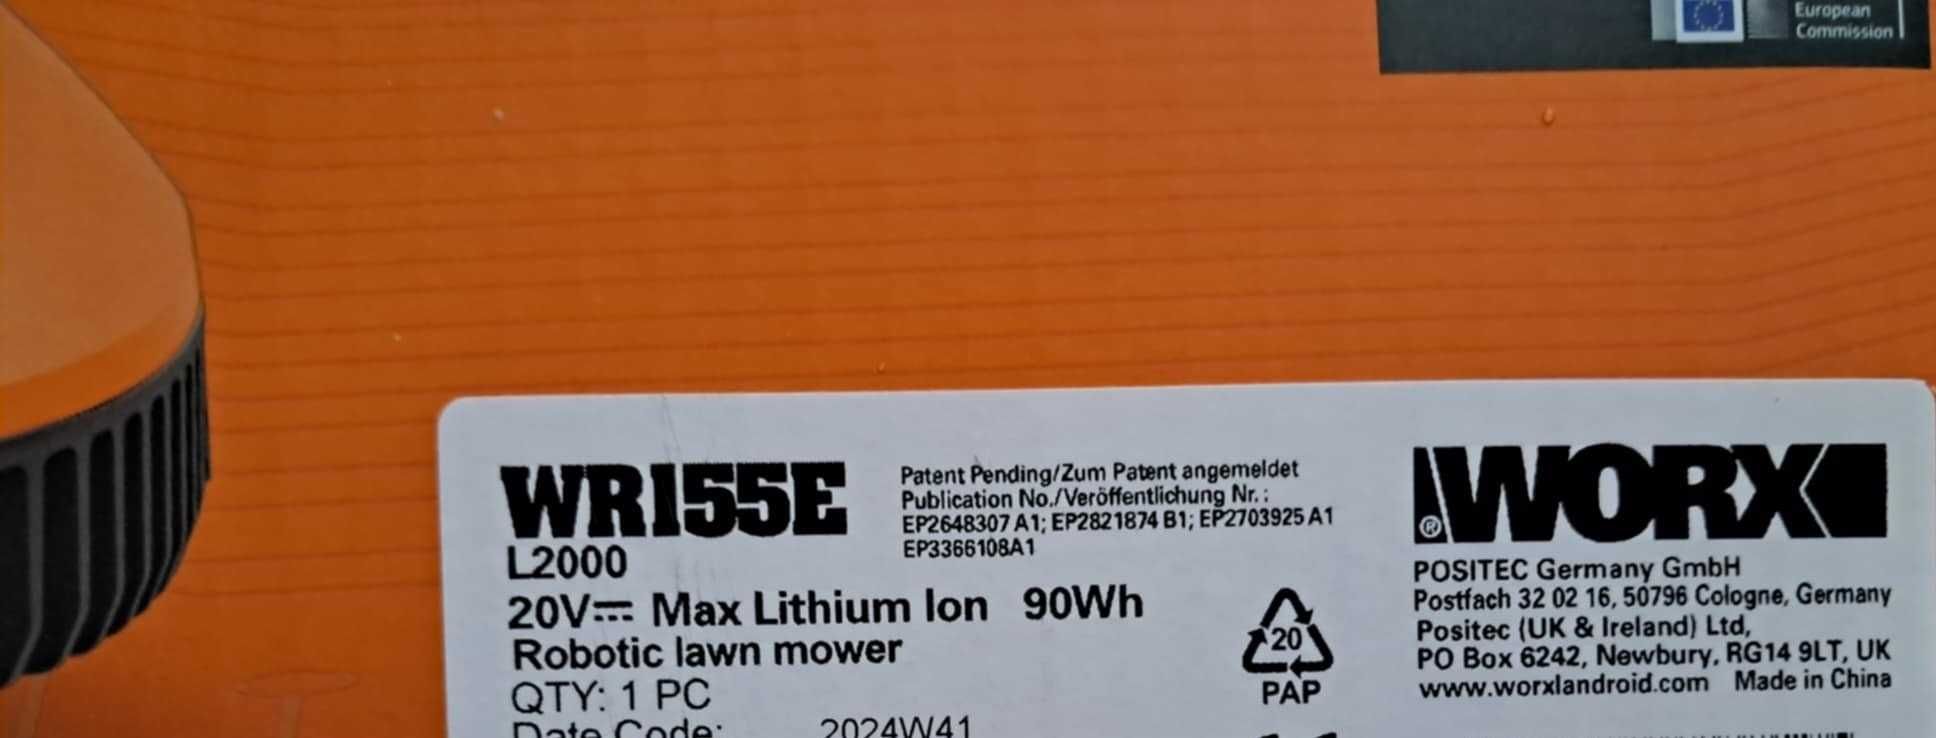 European
Commission
WR155E
L2000
20V Max Lithium Ion 90Wh
Robotic lawn mower
QTY: 1 PC
Date Code: 2024W41
Patent Pending/Zum Patent angemeldet
Publication No./Veröffentlichung Nr.:
EP2648307 A1; EP2821874 B1; EP2703925 A1
EP3366108A1
20
PAP
® WORX
POSITEC Germany GmbH
Postfach 32 02 16, 50796 Cologne, Germany
Positec (UK & Ireland) Ltd,
PO Box 6242, Newbury, RG14 9LT, UK
www.worxlandroid.com Made in China